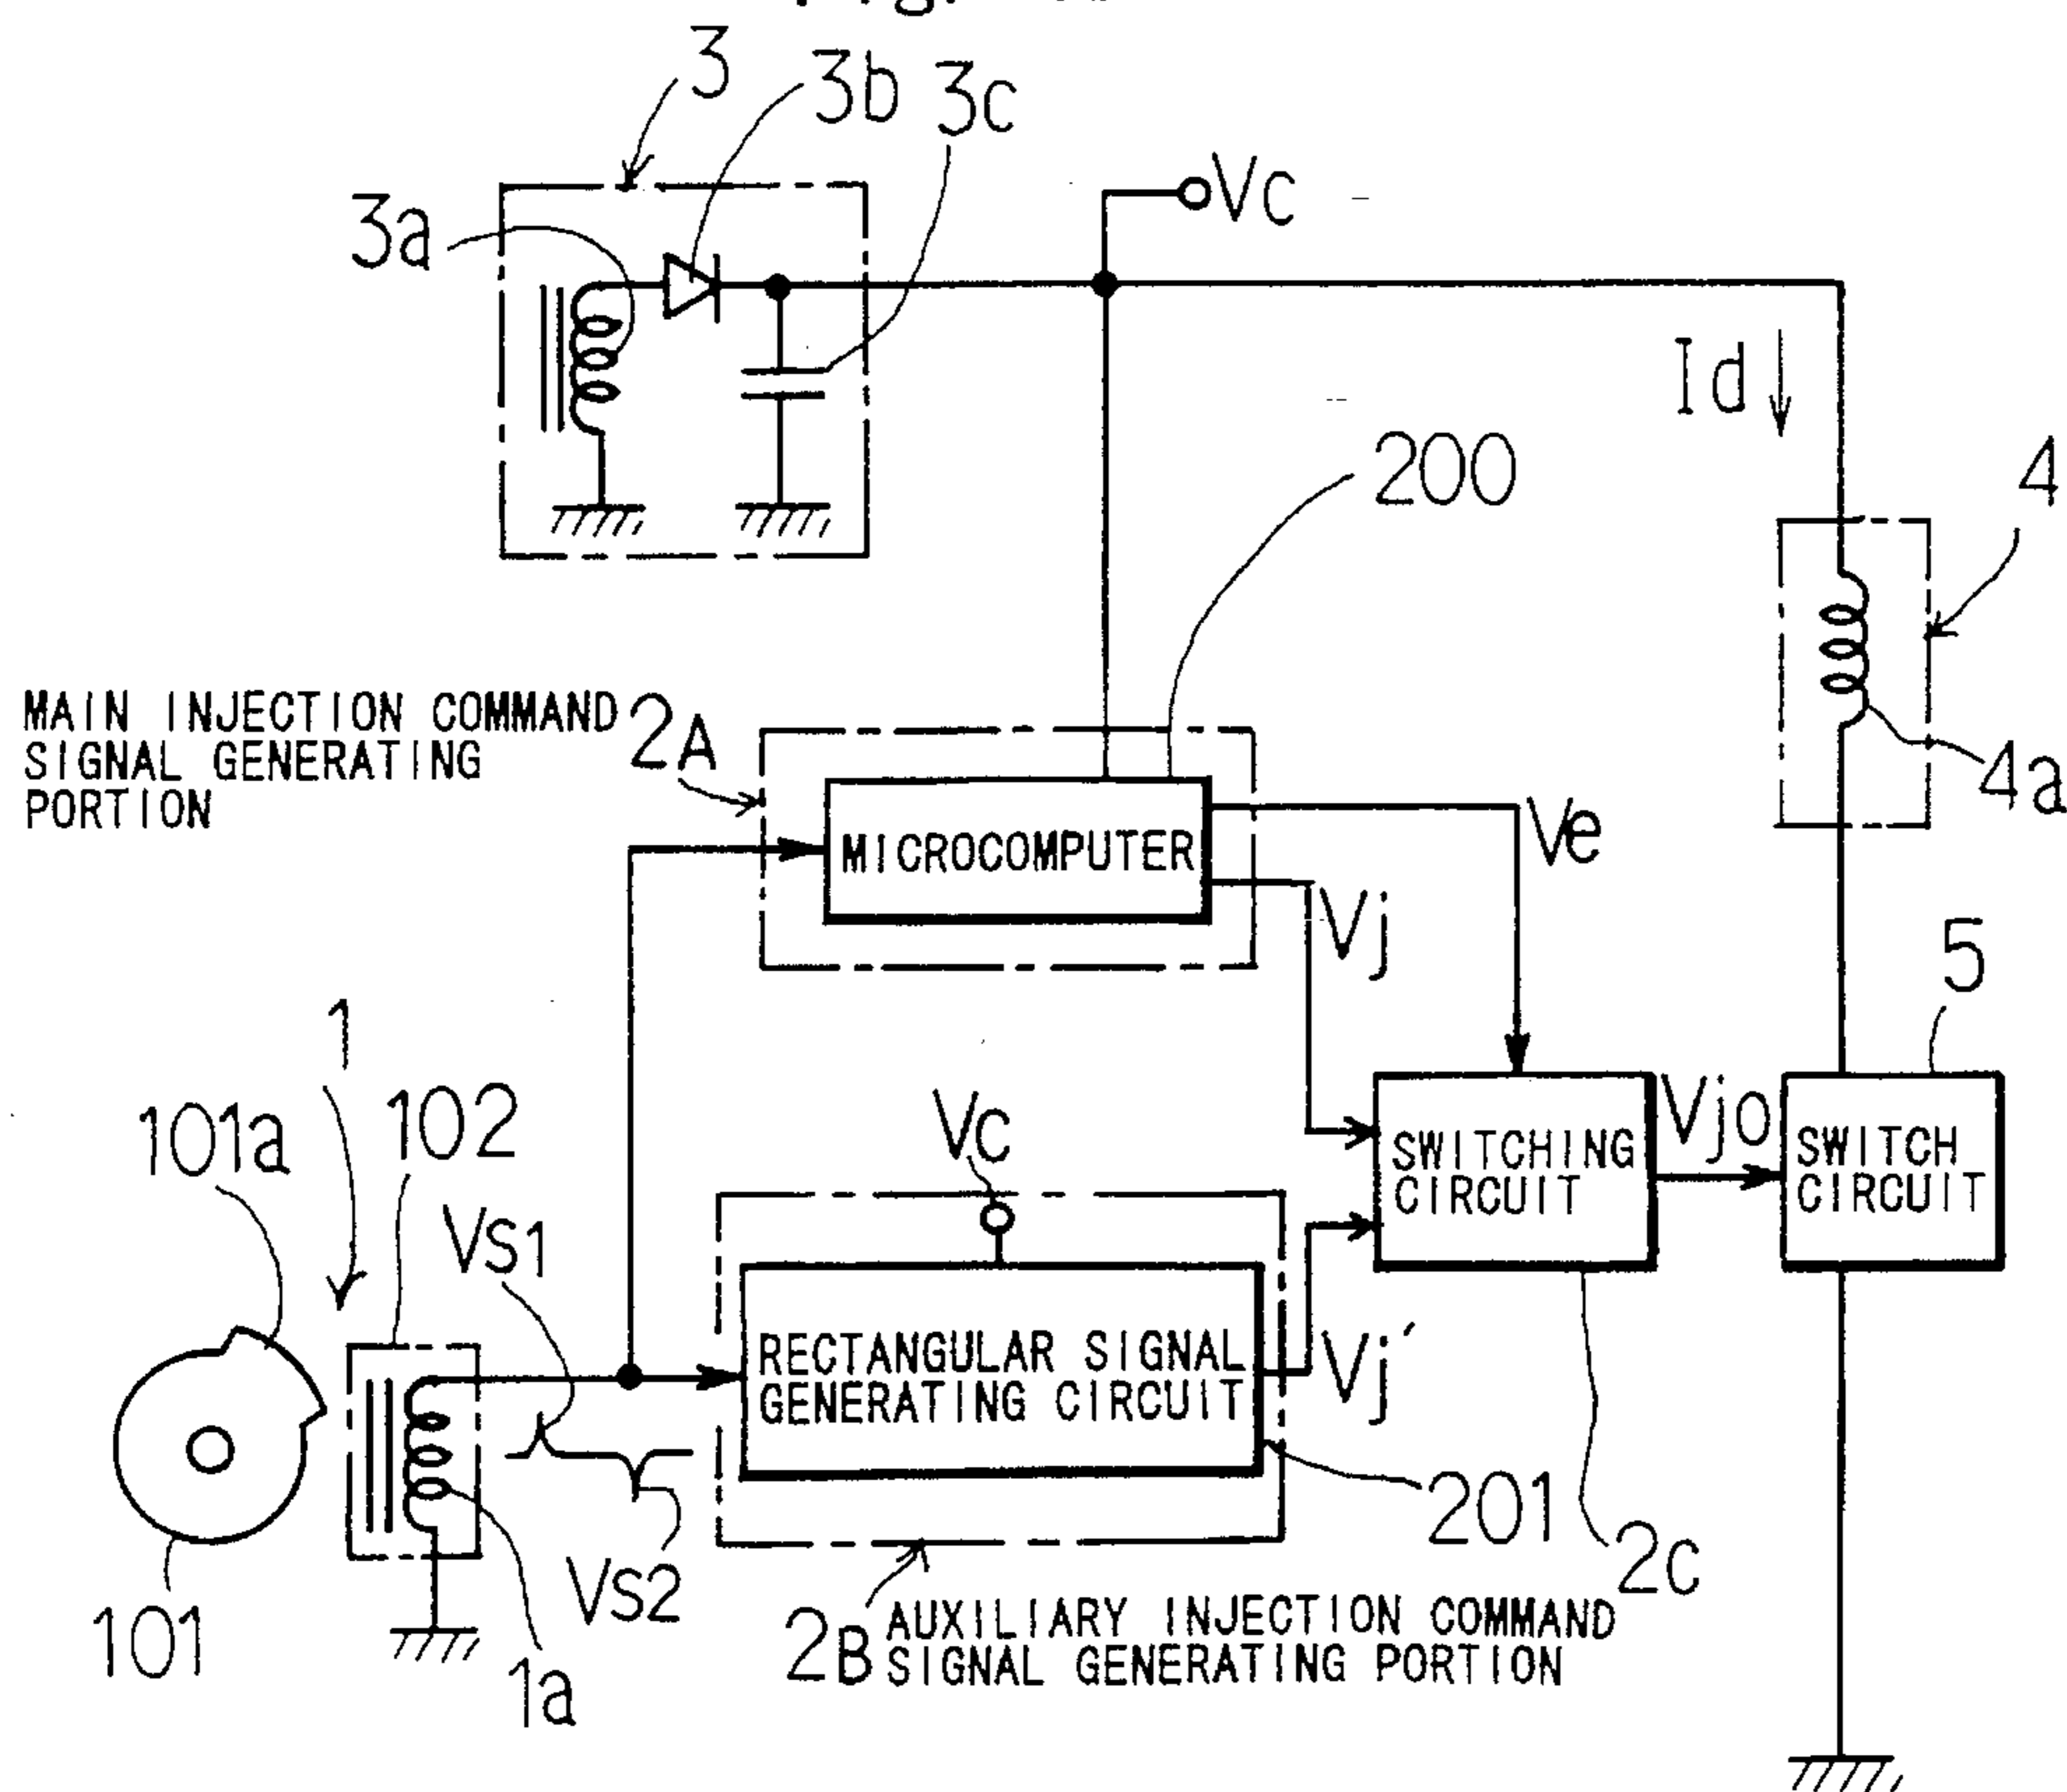 3
3b
3c
3a
Vc
Id
200
4
MAIN INJECTION COMMAND
SIGNAL GENERATING
PORTION
2A
4a
MICROCOMPUTER
Ve
Vj
5
1
101a
102
Vc
Vjo
SWITCHING
CIRCUIT
SWITCH
CIRCUIT
Vs1
RECTANGULAR SIGNAL
GENERATING CIRCUIT
Vj′
201
2C
Vs2
101
1a
2B
AUXILIARY INJECTION COMMAND
SIGNAL GENERATING PORTION